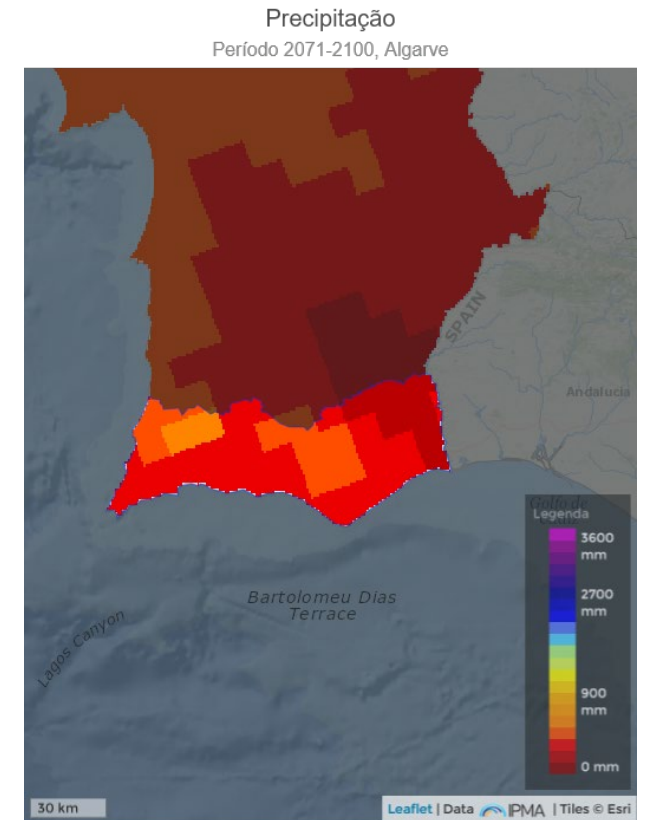 Precipitação
Período 2071-2100, Algarve
SPAIN
Andalucia
Golfo de
Legenda
3600
mm
2700
mm
900
mm
0 mm
Bartolomeu Dias
Terrace
Lagos Canyon
30 km
Leaflet | Data IPMA | Tiles © Esri